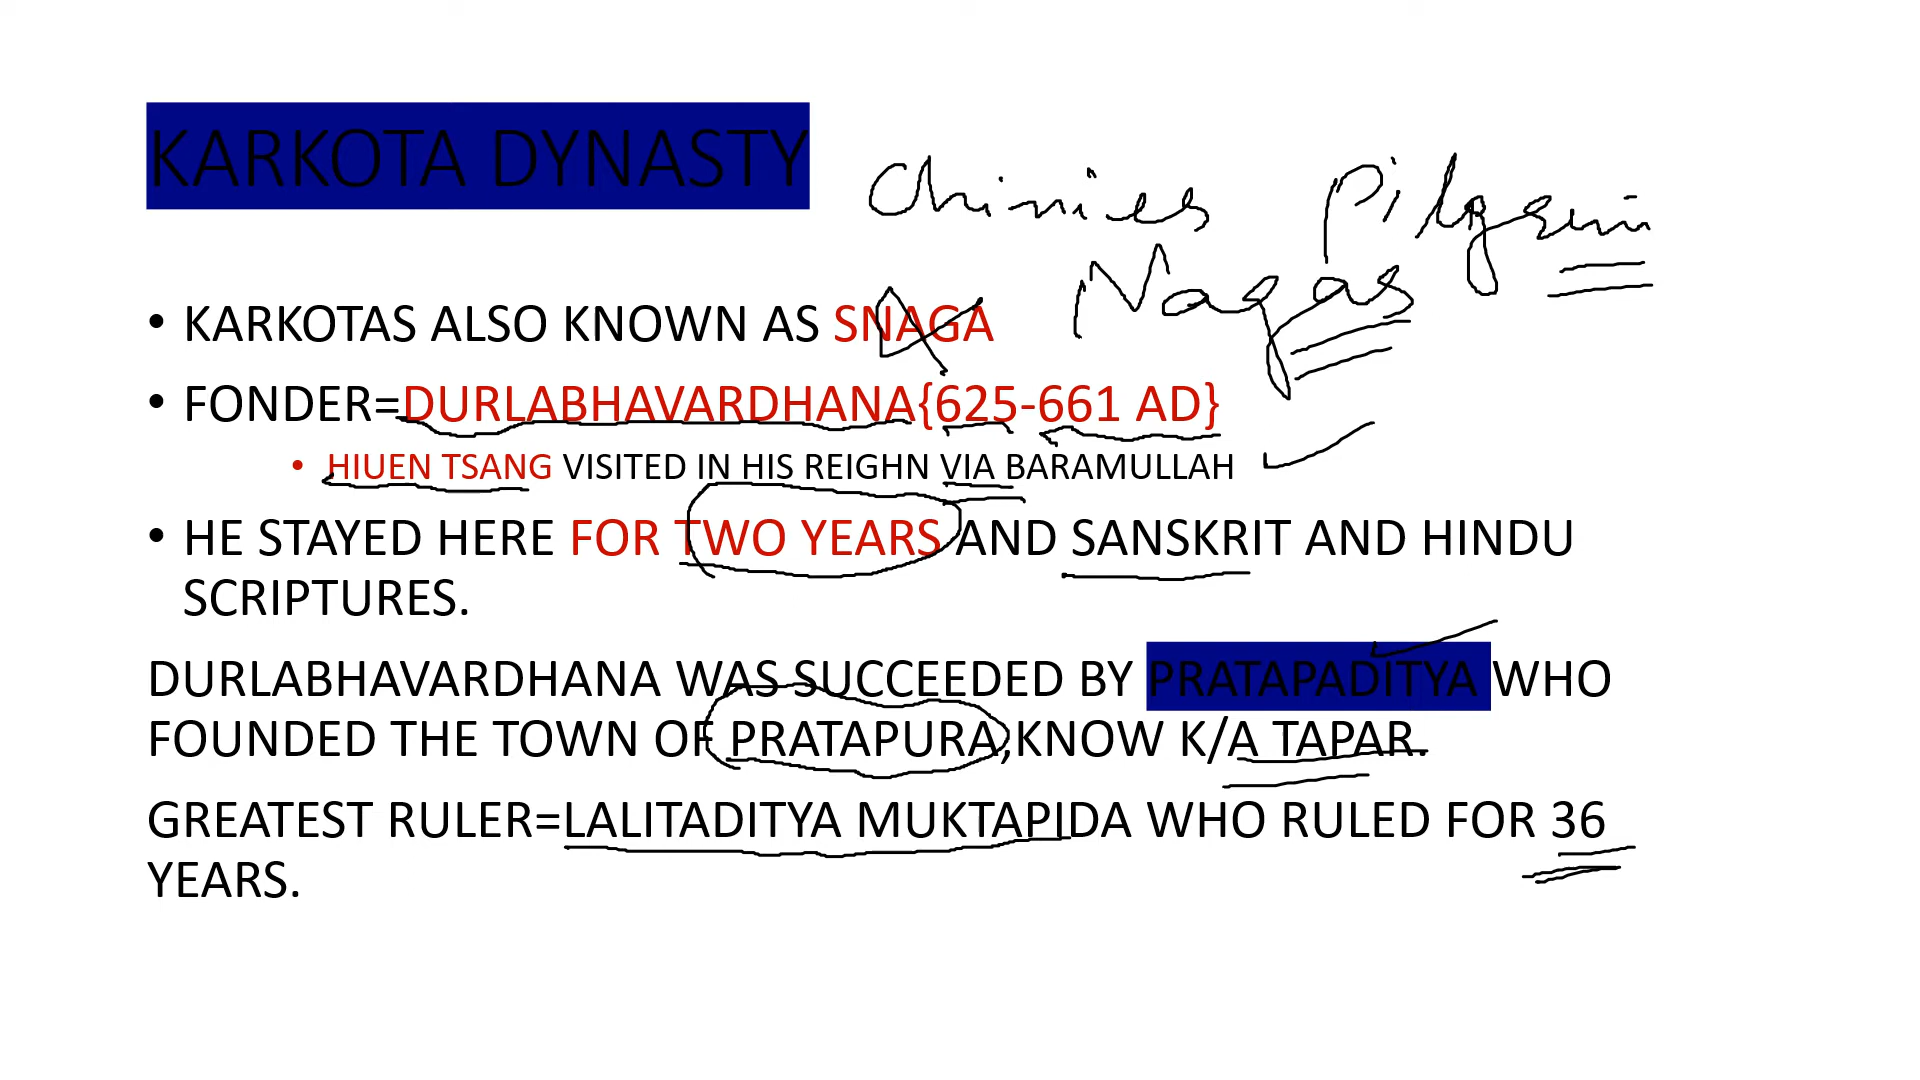 KARKOTA DYNASTY
Chinies Pilgrim
Nagas
• KARKOTAS ALSO KNOWN AS SNAGA
• FONDER=DURLABHAVARDHANA{625-661 AD}
• HIUEN TSANG VISITED IN HIS REIGHN VIA BARAMULLAH
• HE STAYED HERE FOR TWO YEARS AND SANSKRIT AND HINDU
SCRIPTURES.
DURLABHAVARDHANA WAS SUCCEEDED BY PRATAPADITYA WHO
FOUNDED THE TOWN OF PRATAPURA,KNOW K/A TAPAR.
GREATEST RULER=LALITADITYA MUKTAPIDA WHO RULED FOR 36
YEARS.